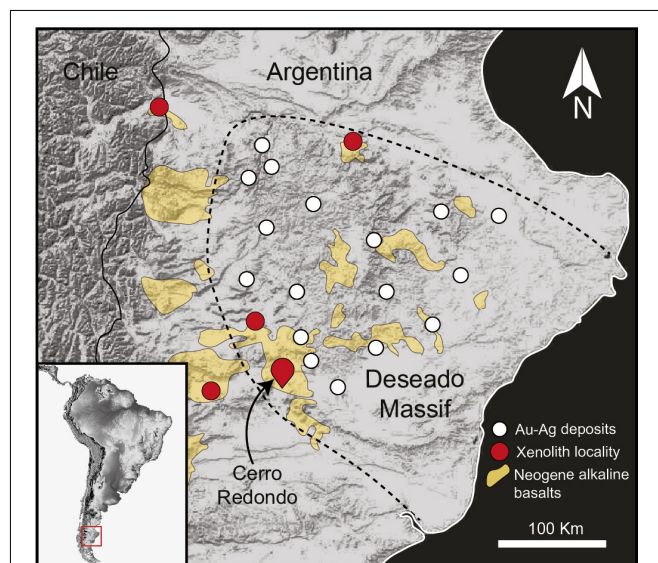 Chile
Argentina
N
Deseado
Massif
Cerro
Redondo
Au-Ag deposits
Xenolith locality
Neogene alkaline
basalts
100 Km